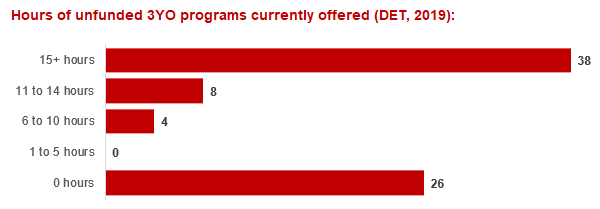 Hours of unfunded 3YO programs currently offered (DET, 2019):
15+ hours 38
11 to 14 hours 8
6 to 10 hours 4
1 to 5 hours 0
0 hours 26